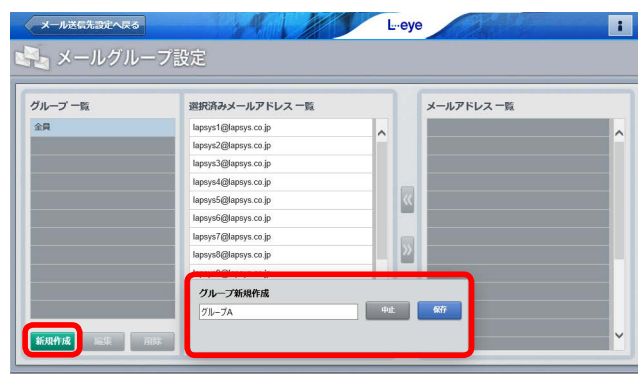 メール送信先設定へ戻る
L·eye
i
メールグループ設定
グループ 一覧
全員
選択済みメールアドレス 一覧
lapsys1@lapsys.co.jp
lapsys2@lapsys.co.jp
lapsys3@lapsys.co.jp
lapsys4@lapsys.co.jp
lapsys5@lapsys.co.jp
lapsys6@lapsys.co.jp
lapsys7@lapsys.co.jp
lapsys8@lapsys.co.jp
メールアドレス 一覧
グループ新規作成
グループA
中止
保存
新規作成
編集
削除